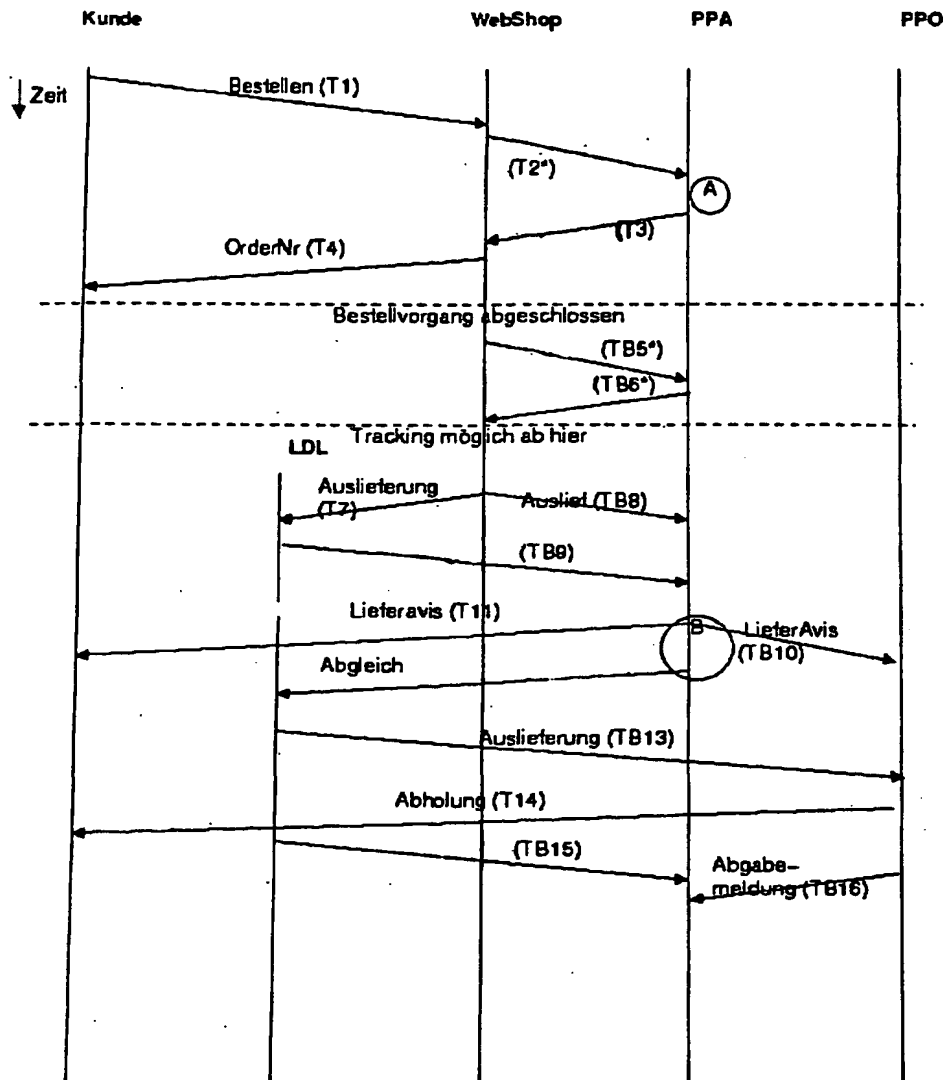 Kunde WebShop PPA PPO
Zeit
Bestellen (T1)
(T2*)
A
(T3)
OrderNr (T4)
Bestellvorgang abgeschlossen
(TB5*)
(TB6*)
Tracking möglich ab hier
LDL
Auslieferung
(T7)
Auslief (TB8)
(TB9)
Lieferavis (T11)
B
LieferAvis
(TB10)
Abgleich
Auslieferung (TB13)
Abholung (T14)
(TB15)
Abgabe-
meldung (TB16)